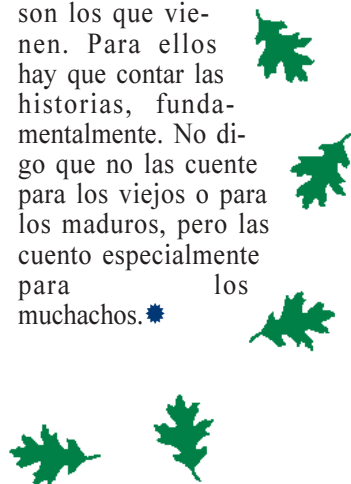 son los que vie-
nen. Para ellos
hay que contar las
historias, funda-
mentalmente. No di-
go que no las cuente
para los viejos o para
los maduros, pero las
cuento especialmente
para los
muchachos.